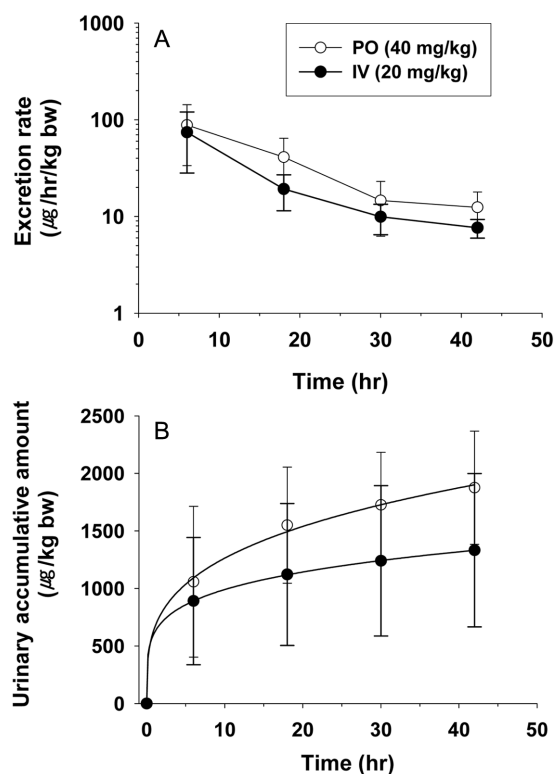 A
PO (40 mg/kg)
IV (20 mg/kg)
Excretion rate
(㎍/hr/kg bw)
1000
100
10
1
0 10 20 30 40 50
Time (hr)
B
Urinary accumulative amount
(㎍/kg bw)
2500
2000
1500
1000
500
0
0 10 20 30 40 50
Time (hr)